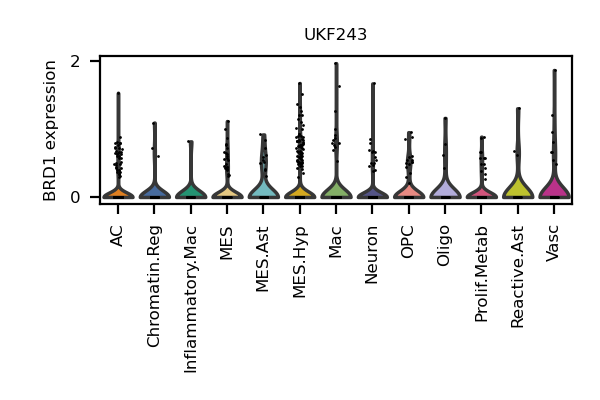 UKF243
BRD1 expression
2
0
AC
Chromatin.Reg
Inflammatory.Mac
MES
MES.Ast
MES.Hyp
Mac
Neuron
OPC
Oligo
Prolif.Metab
Reactive.Ast
Vasc